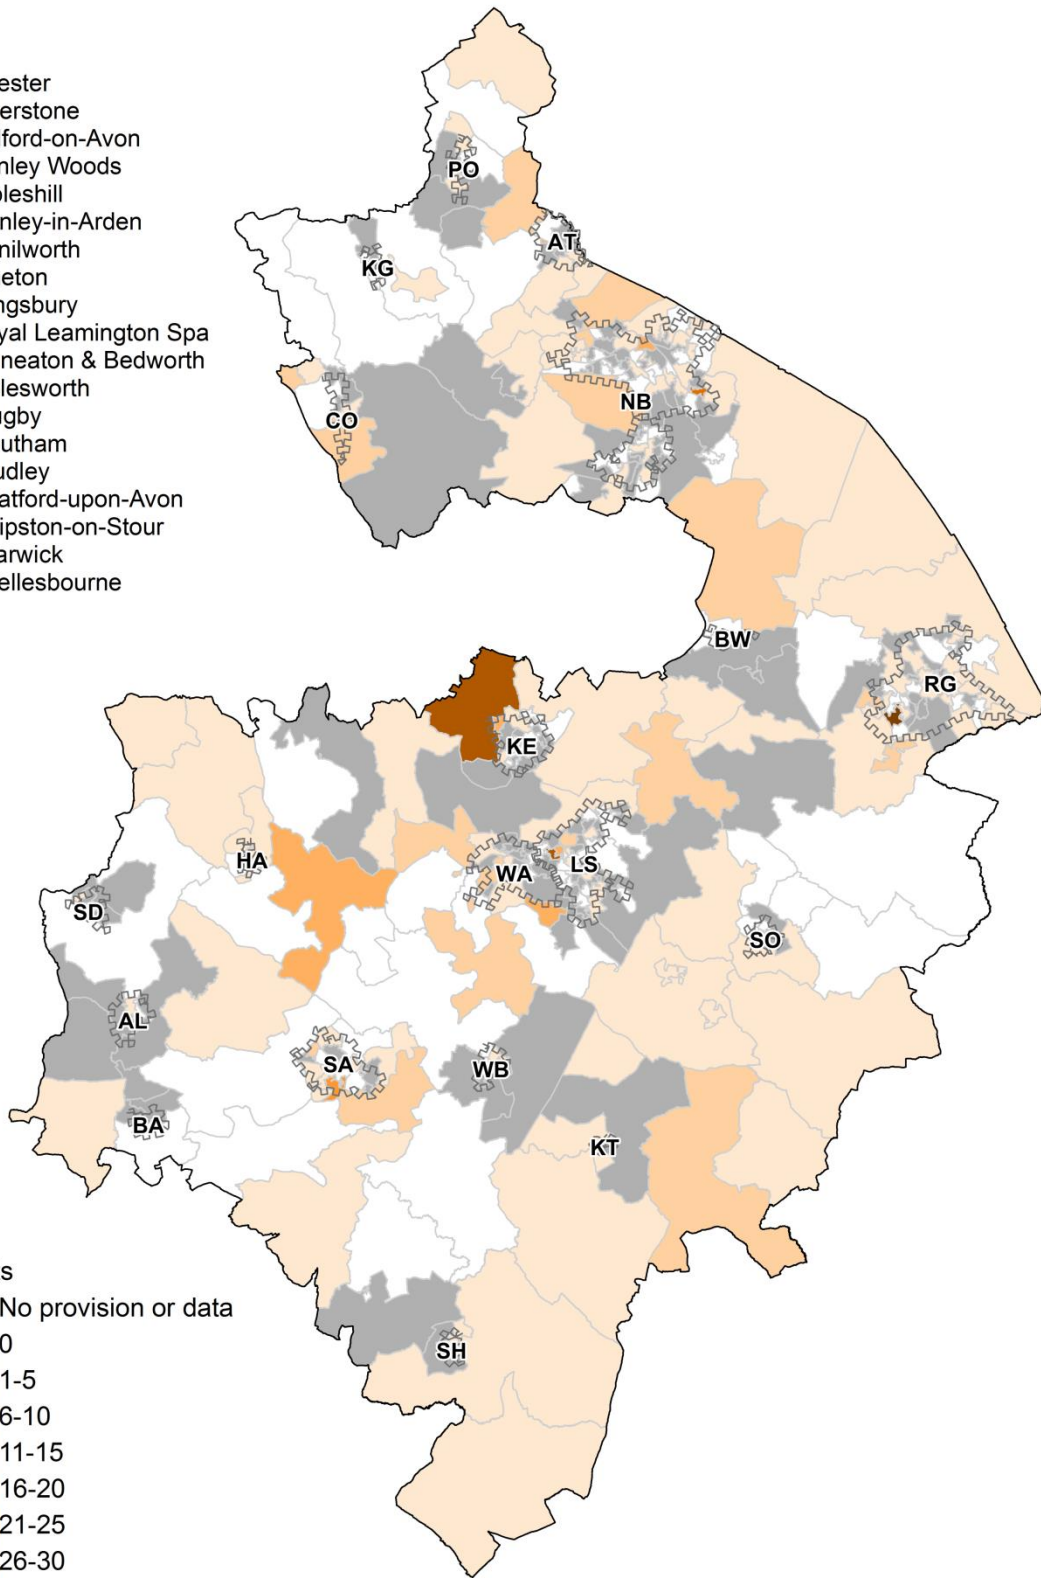 ester
erstone
lford-on-Avon
nley Woods
leshill
nley-in-Arden
nilworth
eton
ngsbury
yal Leamington Spa
neaton & Bedworth
lesworth
gby
utham
udley
atford-upon-Avon
ipston-on-Stour
arwick
ellesbourne
PO
AT
KG
NB
CO
BW
RG
KE
HA
WA
LS
SD
SO
AL
SA
WB
BA
KT
SH
s
No provision or data
0
1-5
6-10
11-15
16-20
21-25
26-30